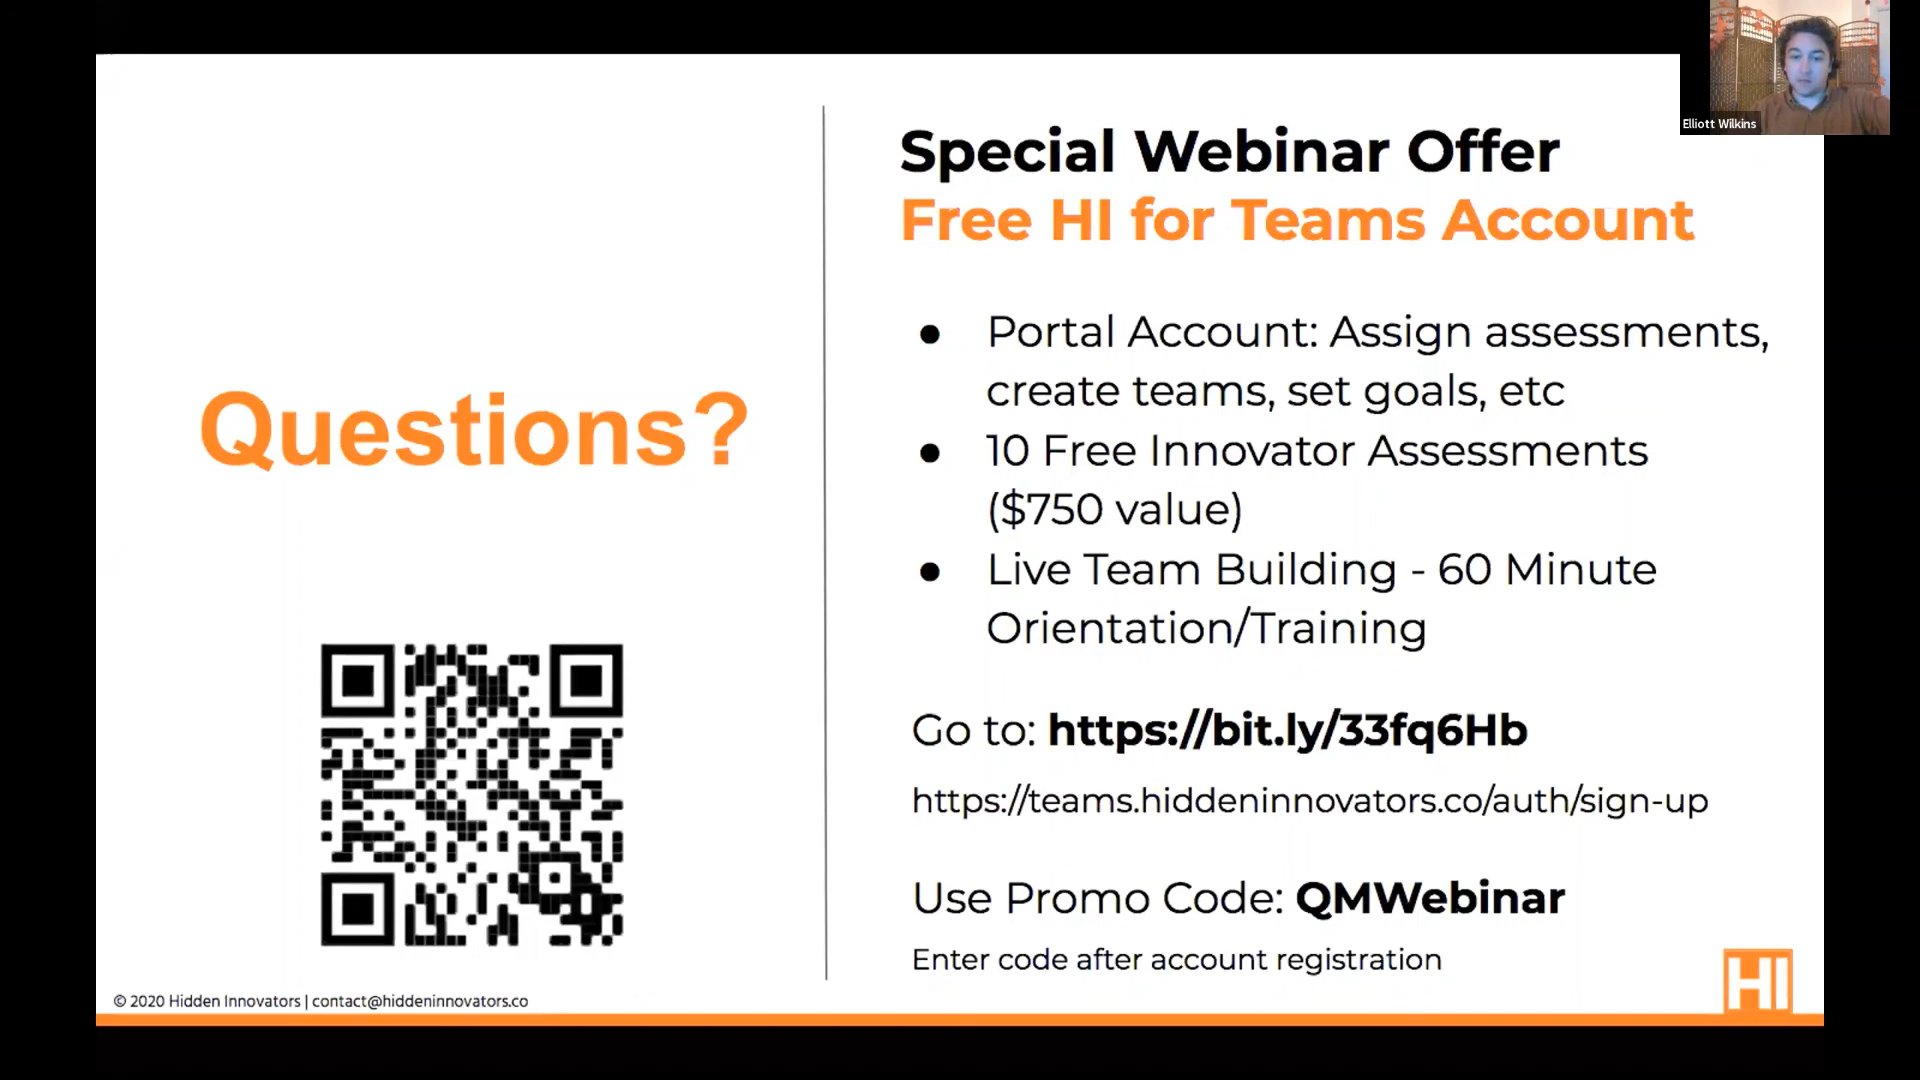 Elliott Wilkins
Questions?
Special Webinar Offer
Free HI for Teams Account
● Portal Account: Assign assessments,
create teams, set goals, etc
● 10 Free Innovator Assessments
($750 value)
● Live Team Building - 60 Minute
Orientation/Training
Go to: https://bit.ly/33fq6Hb
https://teams.hiddeninnovators.co/auth/sign-up
Use Promo Code: QMWebinar
Enter code after account registration
© 2020 Hidden Innovators | contact@hiddeninnovators.co
HI